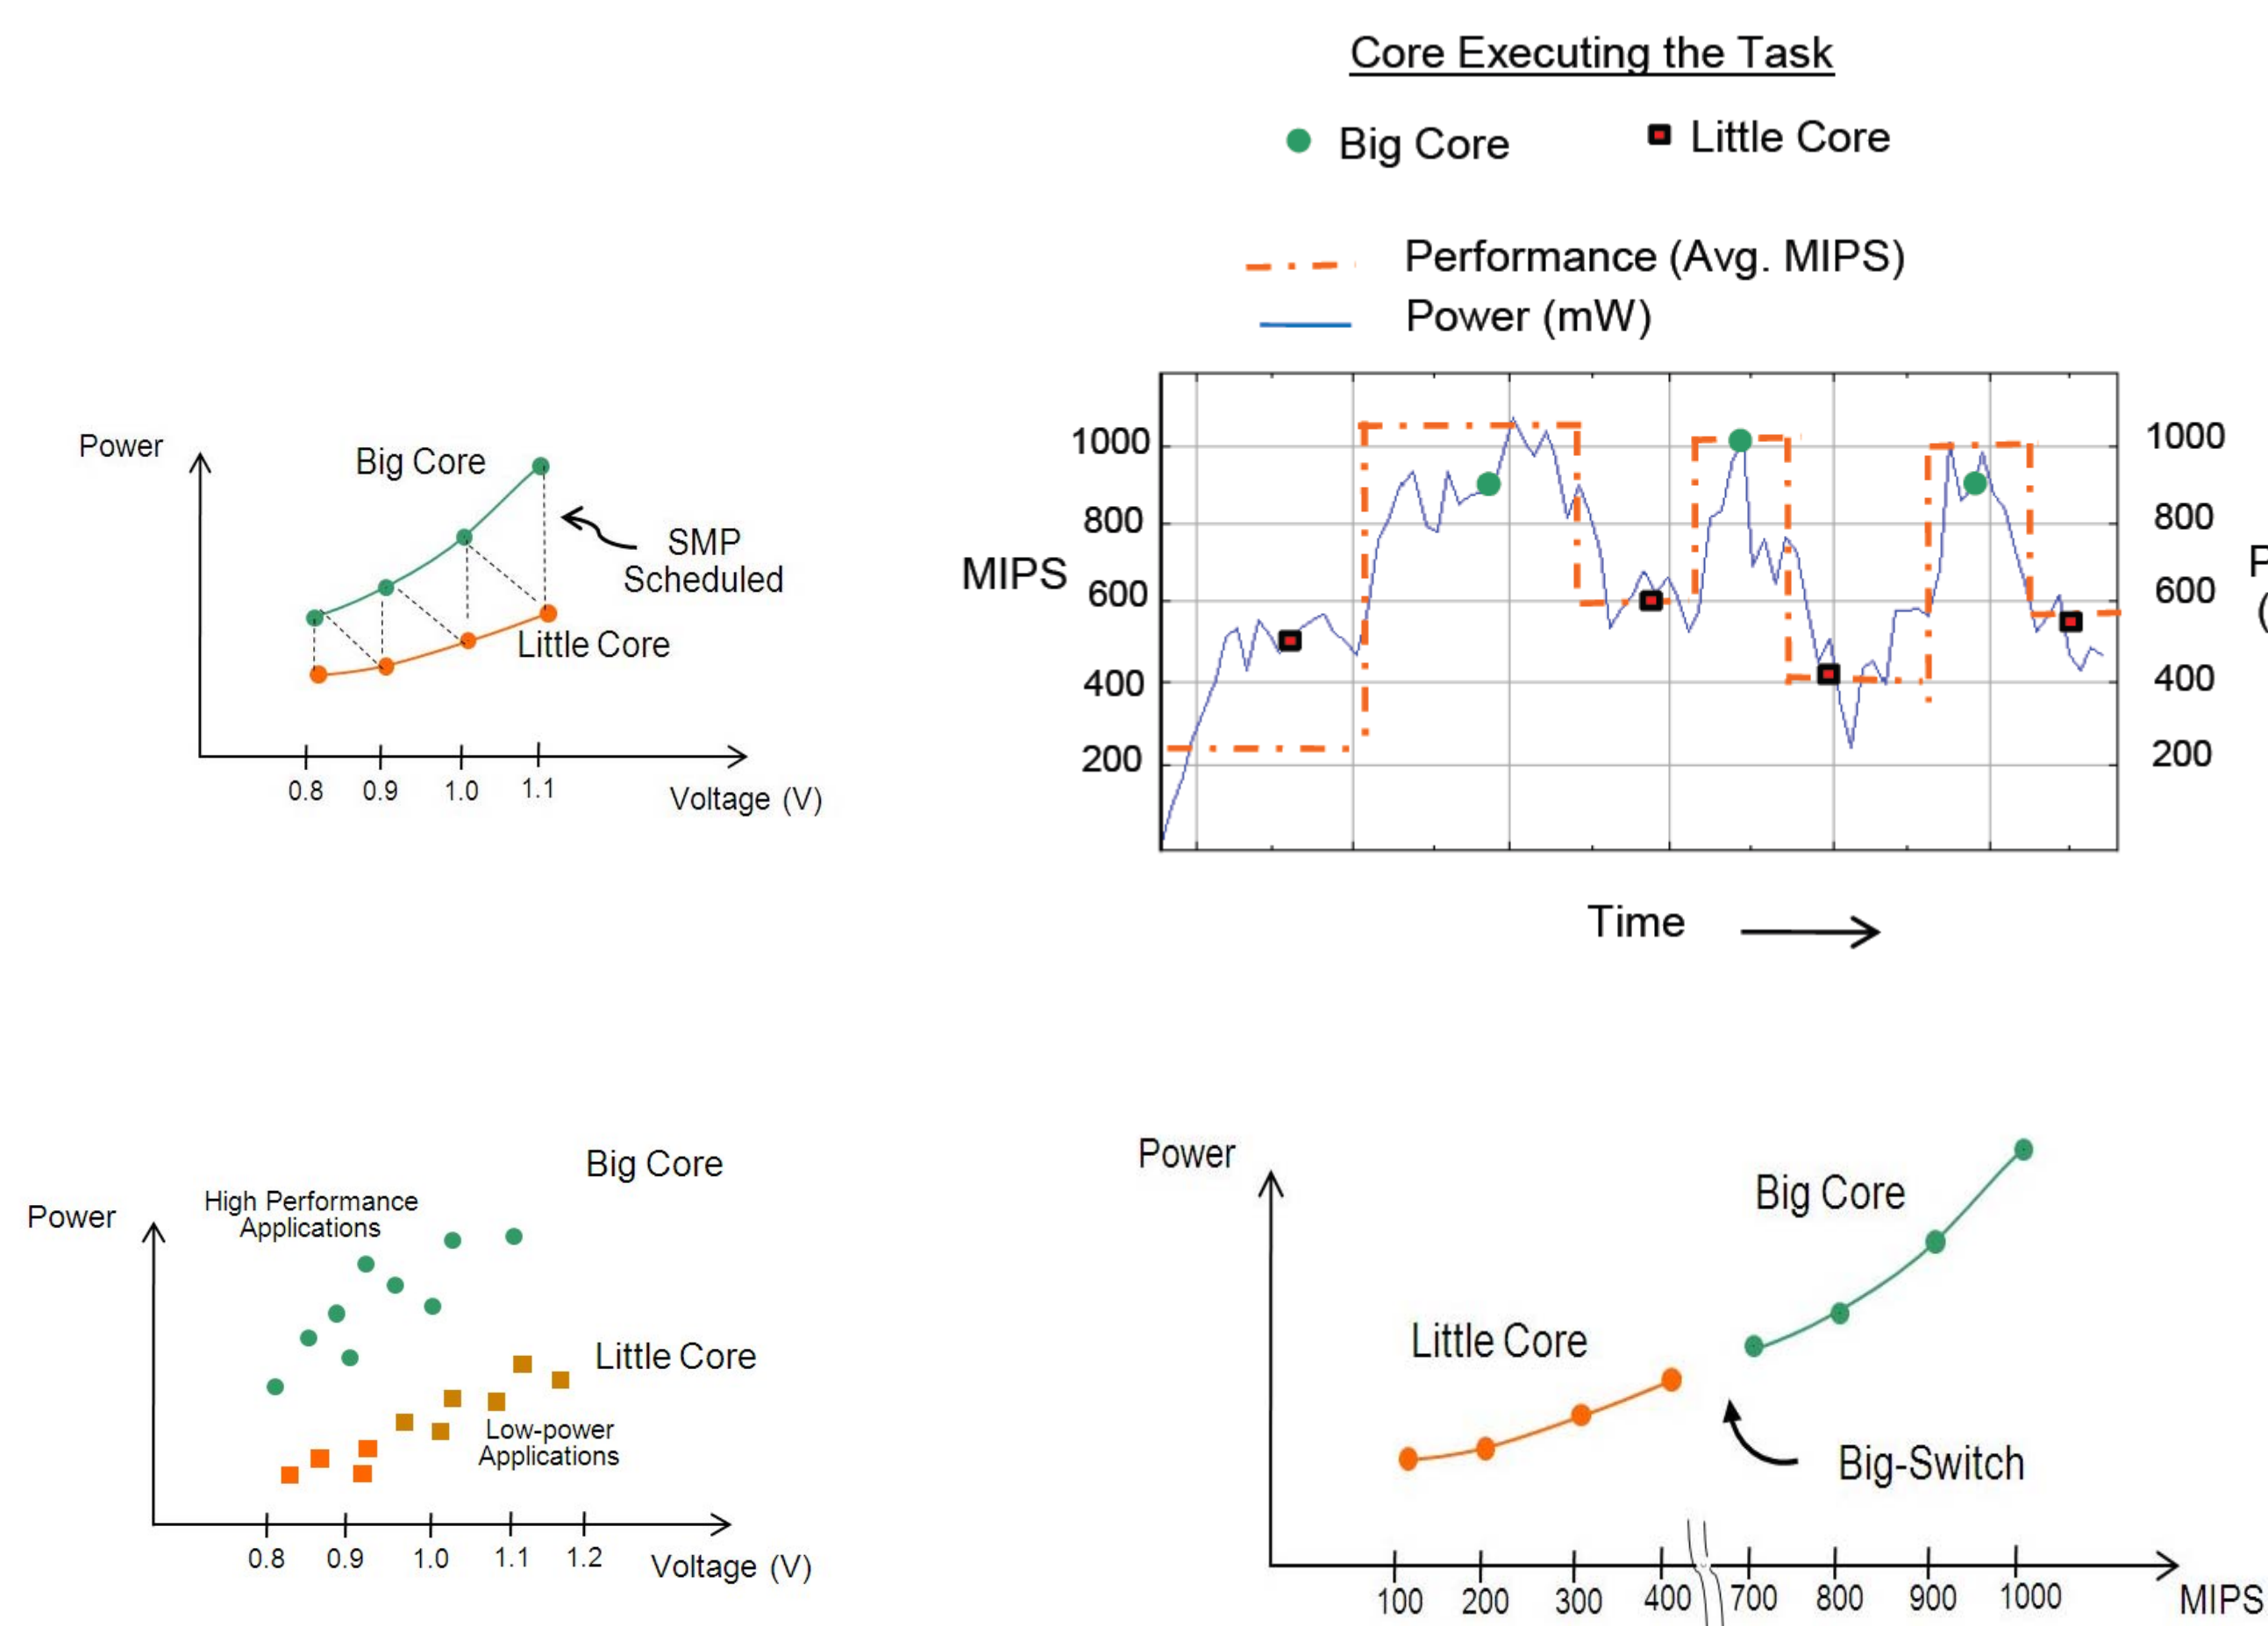 Core Executing the Task
Big Core
Little Core
Performance (Avg. MIPS)
Power (mW)
Power
Big Core
SMP
Scheduled
Little Core
0.8 0.9 1.0 1.1
Voltage (V)
MIPS
1000
800
600
400
200
1000
800
600
400
200
P
(
Time
Power
High Performance
Applications
Big Core
Little Core
Low-power
Applications
0.8 0.9 1.0 1.1 1.2
Voltage (V)
Power
Big Core
Little Core
Big-Switch
100 200 300 400 700 800 900 1000
MIPS